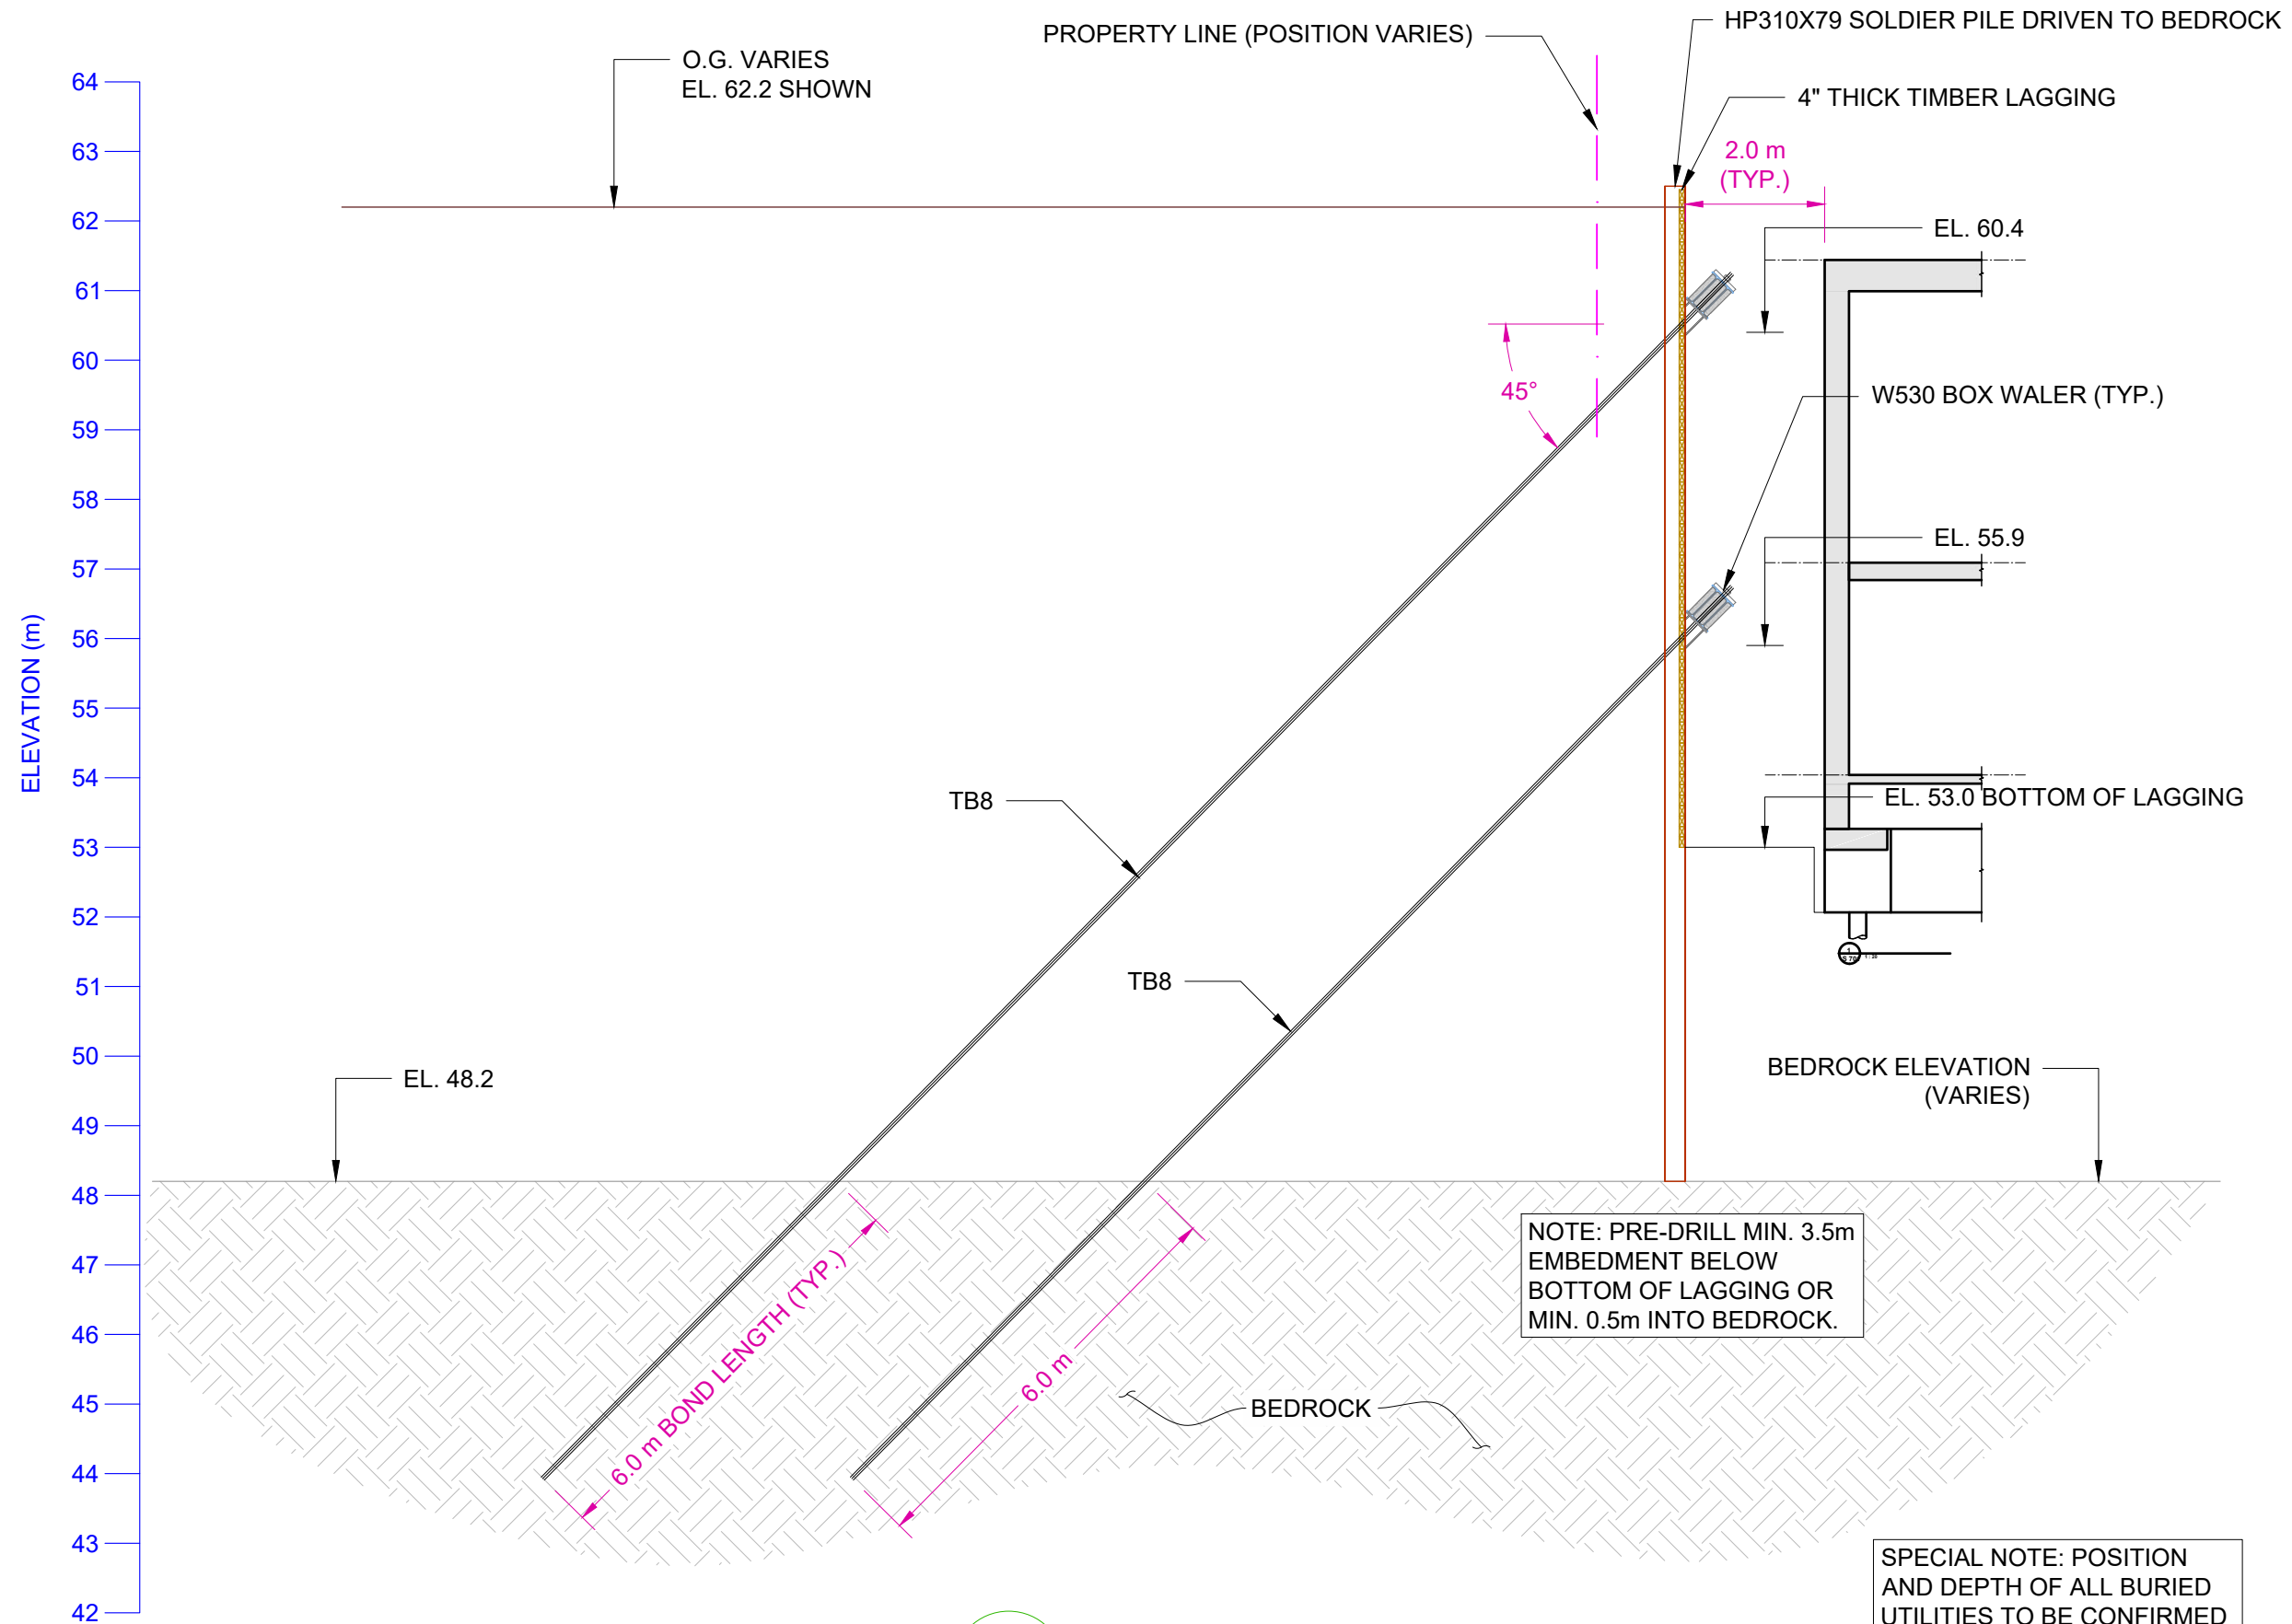 HP310X79 SOLDIER PILE DRIVEN TO BEDROCK
PROPERTY LINE (POSITION VARIES)
O.G. VARIES
EL. 62.2 SHOWN
4" THICK TIMBER LAGGING
2.0 m
(TYP.)
EL. 60.4
45°
W530 BOX WALER (TYP.)
EL. 55.9
TB8
EL. 53.0 BOTTOM OF LAGGING
TB8
EL. 48.2
BEDROCK ELEVATION
(VARIES)
NOTE: PRE-DRILL MIN. 3.5m
EMBEDMENT BELOW
BOTTOM OF LAGGING OR
MIN. 0.5m INTO BEDROCK.
6.0 m BOND LENGTH (TYP.)
6.0 m
BEDROCK
SPECIAL NOTE: POSITION
AND DEPTH OF ALL BURIED
UTILITIES TO BE CONFIRMED
ELEVATION (m)
64
63
62
61
60
59
58
57
56
55
54
53
52
51
50
49
48
47
46
45
44
43
42